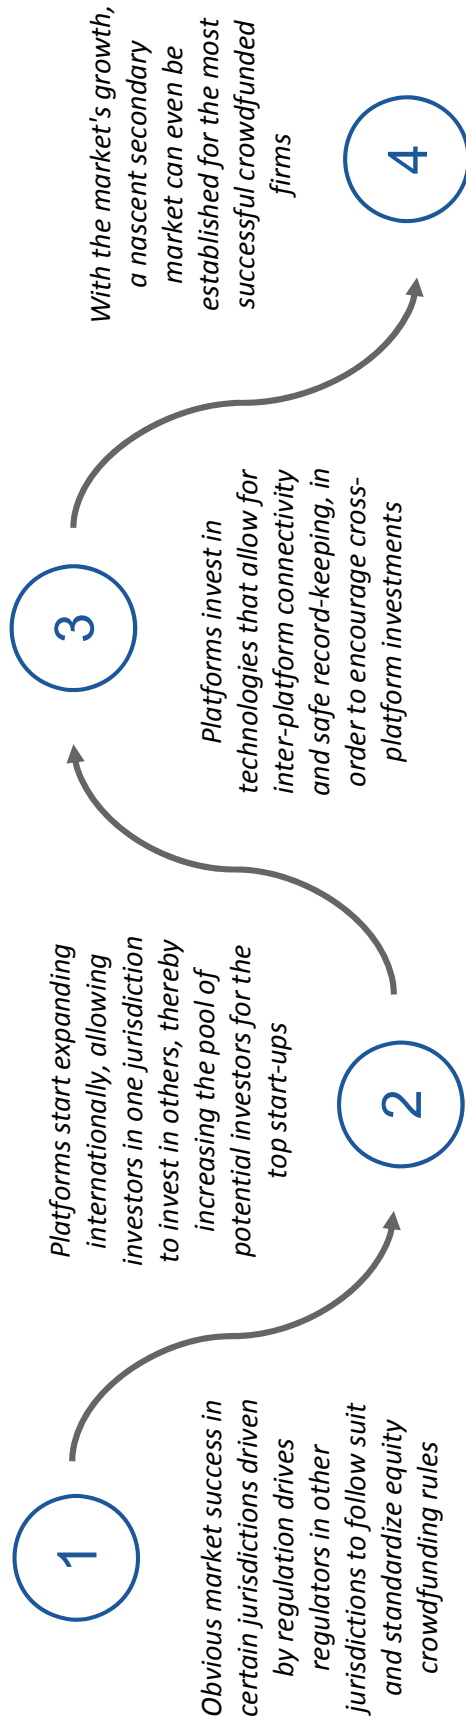 1
Obvious market success in
certain jurisdictions driven
by regulation drives
regulators in other
jurisdictions to follow suit
and standardize equity
crowdfunding rules
Platforms start expanding
internationally, allowing
investors in one jurisdiction
to invest in others, thereby
increasing the pool of
potential investors for the
top start-ups
2
3
Platforms invest in
technologies that allow for
inter-platform connectivity
and safe record-keeping, in
order to encourage cross-
platform investments
With the market's growth,
a nascent secondary
market can even be
established for the most
successful crowdfunded
firms
4